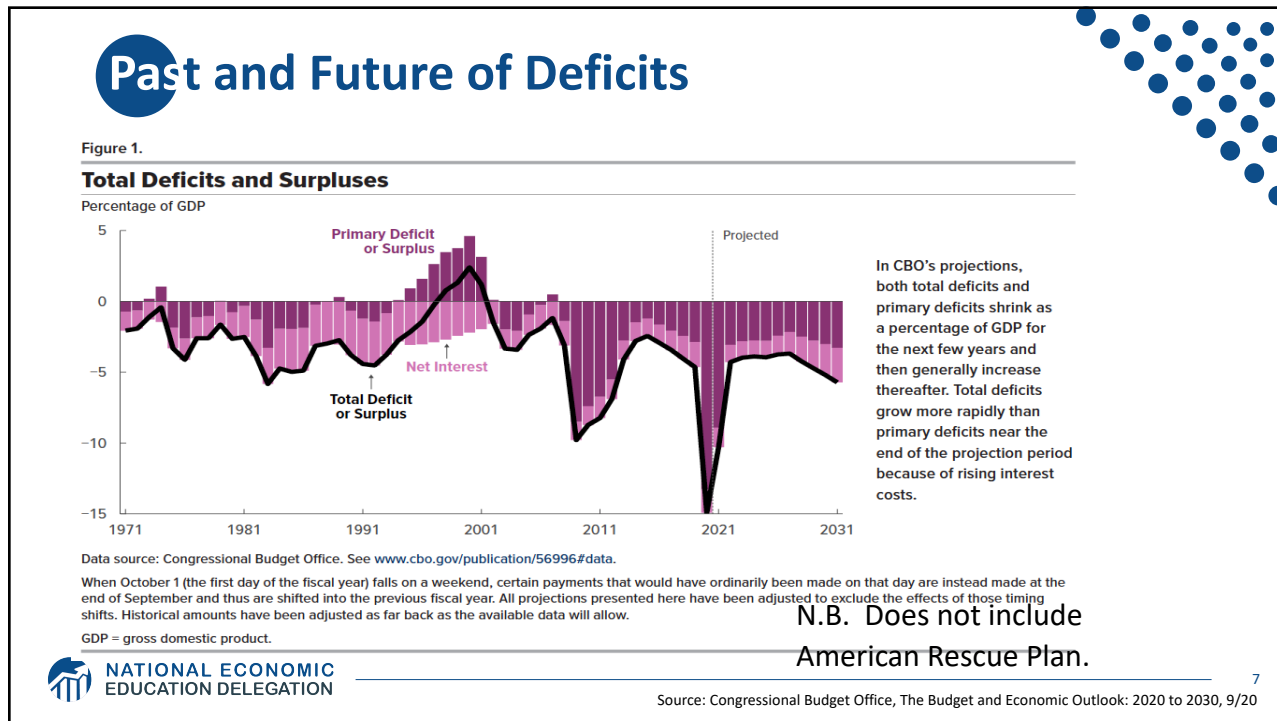 Past and Future of Deficits
Figure 1.
Total Deficits and Surpluses
Percentage of GDP
5
0
−5
−10
−15
Primary Deficit
or Surplus
Net Interest
Total Deficit
or Surplus
Projected
1971
1981
1991
2001
2011
2021
2031
In CBO’s projections,
both total deficits and
primary deficits shrink as
a percentage of GDP for
the next few years and
then generally increase
thereafter. Total deficits
grow more rapidly than
primary deficits near the
end of the projection period
because of rising interest
costs.
Data source: Congressional Budget Office. See www.cbo.gov/publication/56996#data.
When October 1 (the first day of the fiscal year) falls on a weekend, certain payments that would have ordinarily been made on that day are instead made at the
end of September and thus are shifted into the previous fiscal year. All projections presented here have been adjusted to exclude the effects of those timing
shifts. Historical amounts have been adjusted as far back as the available data will allow.
GDP = gross domestic product.
N.B. Does not include
American Rescue Plan.
NATIONAL ECONOMIC
EDUCATION DELEGATION
7
Source: Congressional Budget Office, The Budget and Economic Outlook: 2020 to 2030, 9/20